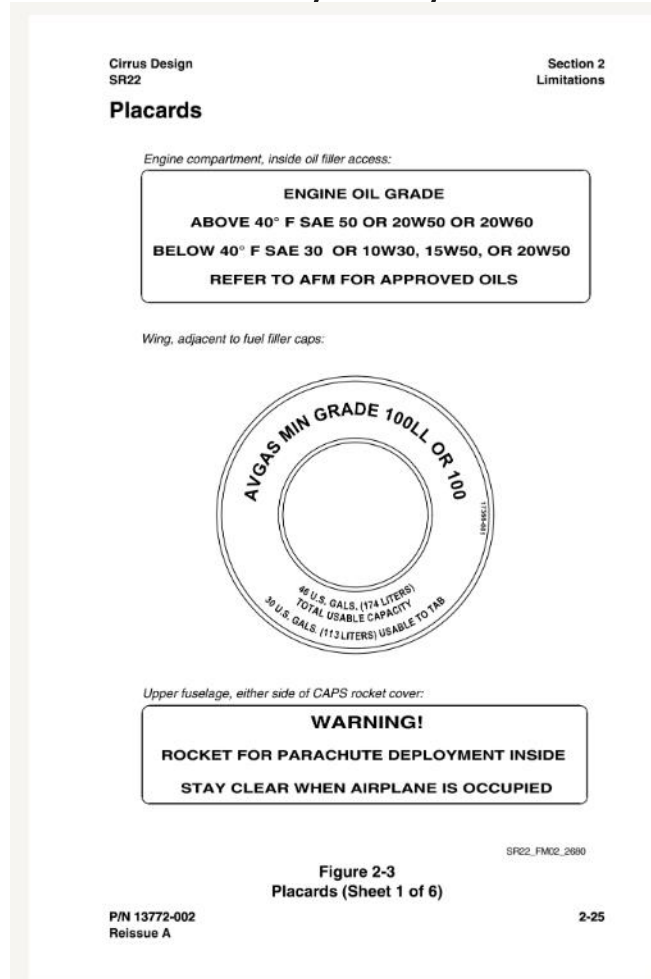 Cirrus Design
SR22
Section 2
Limitations
Placards
Engine compartment, inside oil filler access:
ENGINE OIL GRADE
ABOVE 40° F SAE 50 OR 20W50 OR 20W60
BELOW 40° F SAE 30 OR 10W30, 15W50, OR 20W50
REFER TO AFM FOR APPROVED OILS
Wing, adjacent to fuel filler caps:
AVGAS MIN GRADE 100LL OR 100
46 U.S. GALS. (174 LITERS)
TOTAL USABLE CAPACITY
30 U.S. GALS. (113 LITERS) USABLE TO TAB
Upper fuselage, either side of CAPS rocket cover:
WARNING!
ROCKET FOR PARACHUTE DEPLOYMENT INSIDE
STAY CLEAR WHEN AIRPLANE IS OCCUPIED
SR22_FM02_2680
Figure 2-3
Placards (Sheet 1 of 6)
P/N 13772-002
Reissue A
2-25